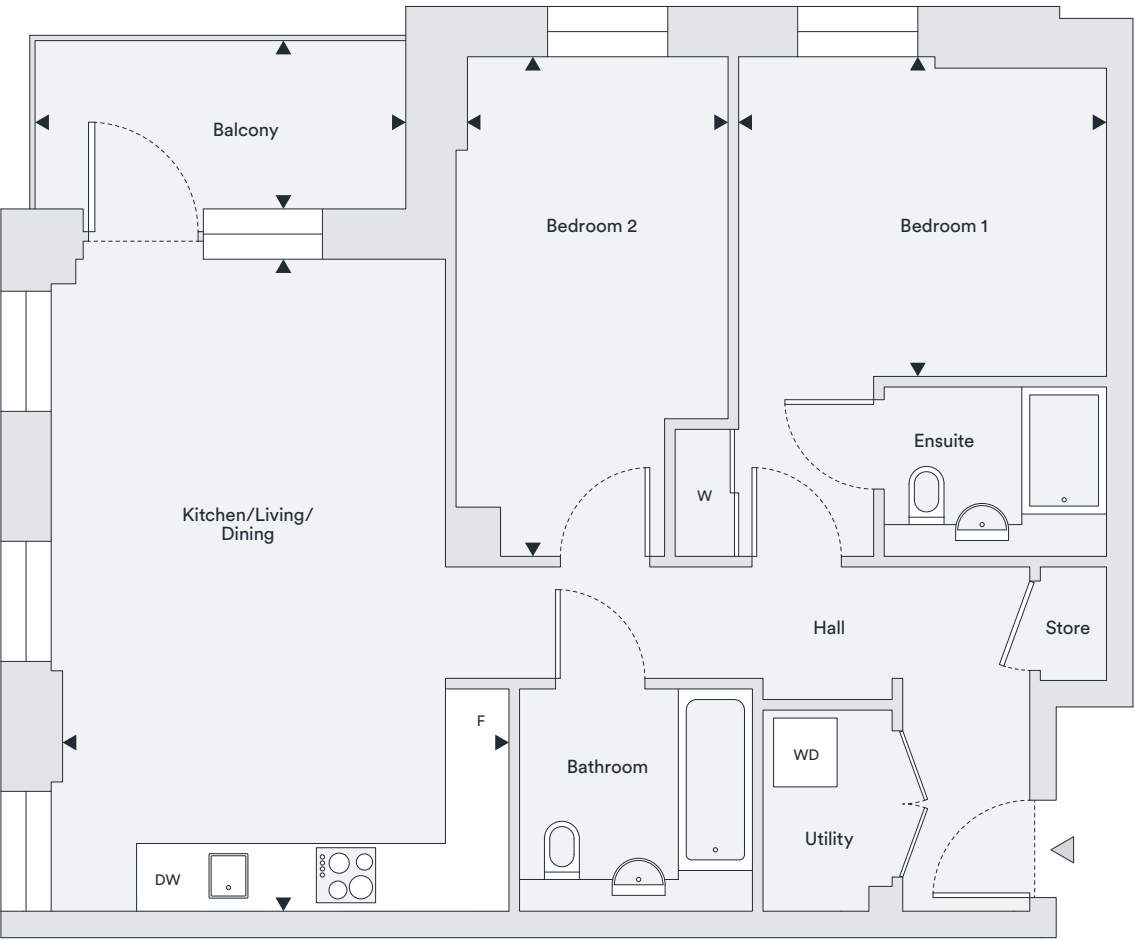 Balcony
Bedroom 2
Bedroom 1
Ensuite
W
Kitchen/Living/
Dining
Hall
Store
F
Bathroom
WD
Utility
DW